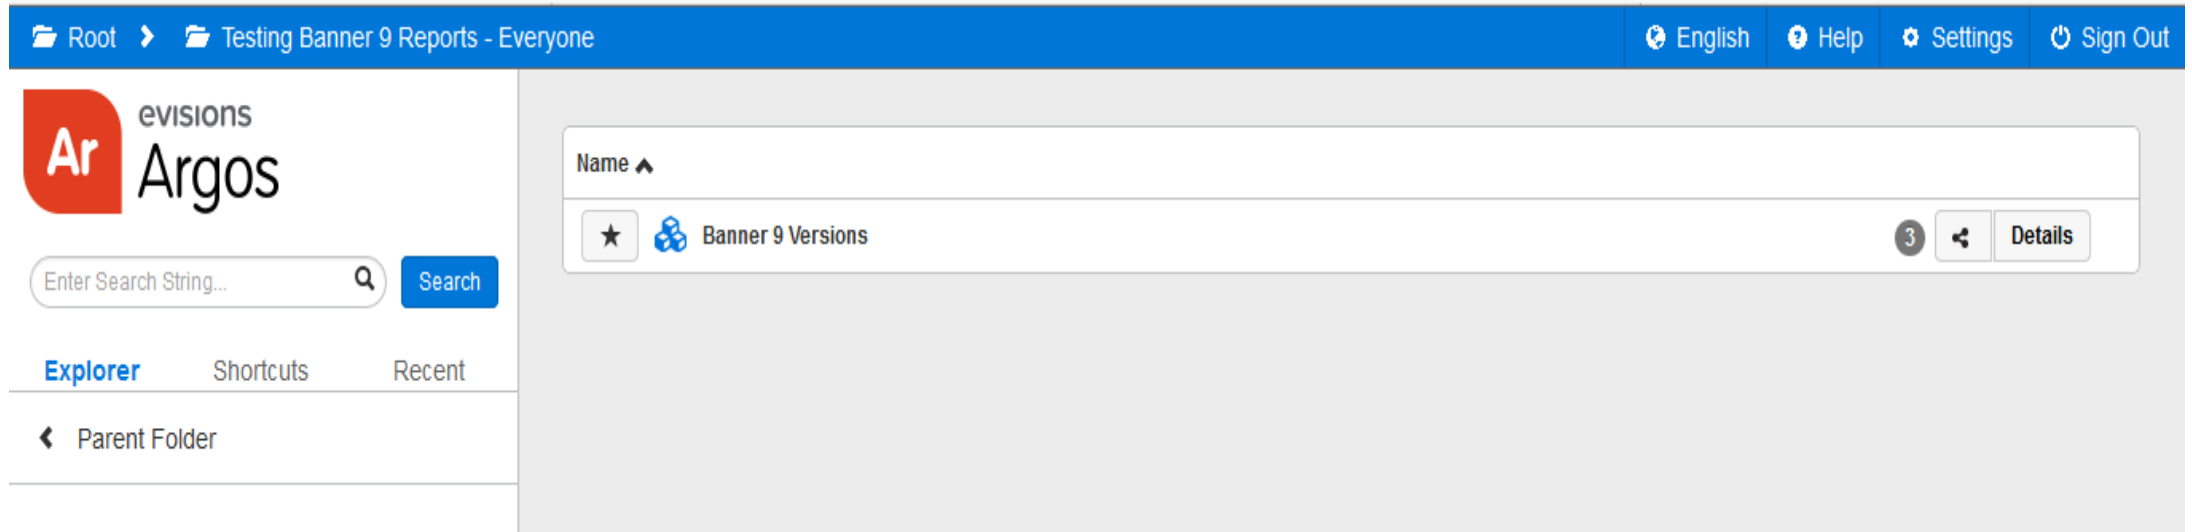 Root Testing Banner 9 Reports - Everyone English Help Settings Sign Out
Ar evisions Argos
Enter Search String... Search
Explorer Shortcuts Recent
Parent Folder
Name
Banner 9 Versions 3 Details